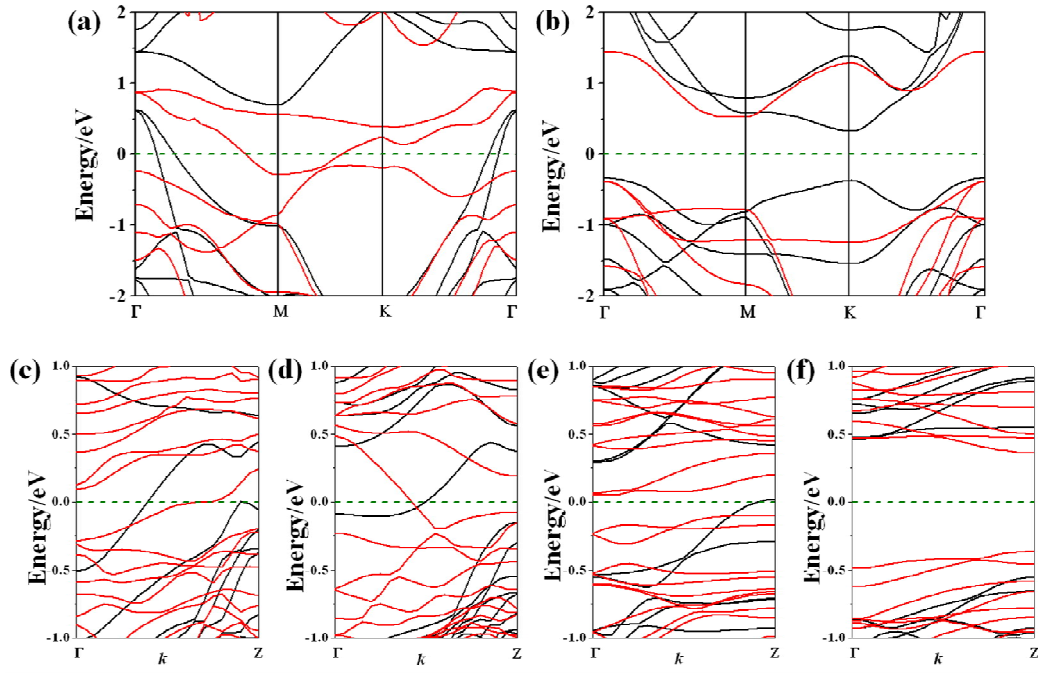 (a)
(b)
Energy/eV
2
1
0
-1
-2
Γ
M
K
Γ
Energy/eV
2
1
0
-1
-2
Γ
M
K
Γ
(c)
(d)
(e)
(f)
Energy/eV
1.0
0.5
0.0
0.5
-1.0
Γ
k
Z
Energy/eV
1.0
0.5
0.0
0.5
-1.0
Γ
k
Z
Energy/eV
1.0
0.5
0.0
0.5
-1.0
Γ
k
Z
Energy/eV
1.0
0.5
0.0
0.5
-1.0
Γ
k
Z